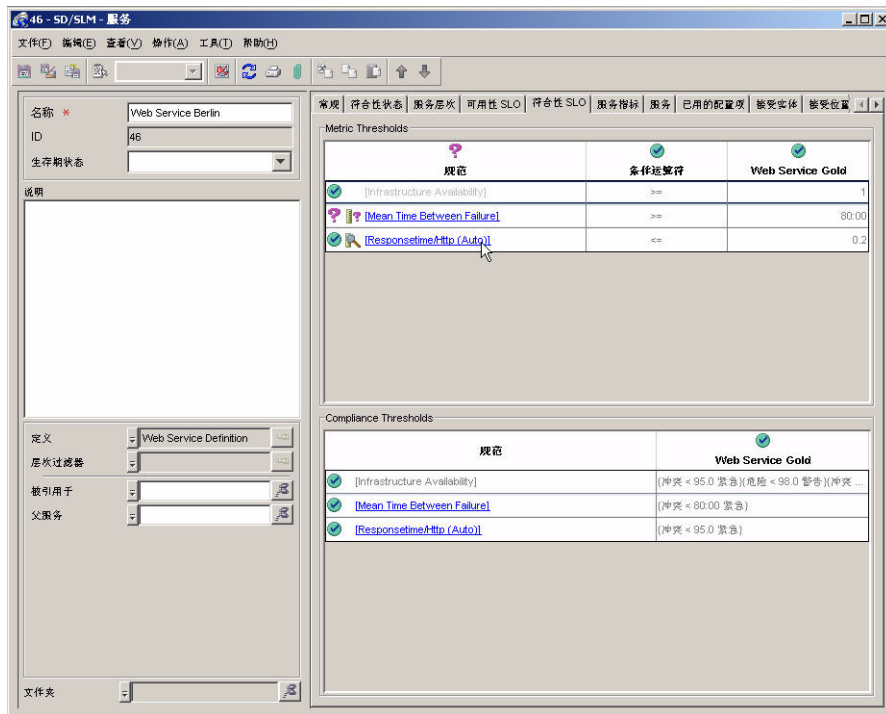 46 - SD/SLM - 服务
文件(F) 编辑(E) 查看(V) 操作(A) 工具(T) 帮助(H)
名称 * Web Service Berlin
ID 46
生存期状态
说明
定义 Web Service Definition
层次过滤器
被引用于
父服务
文件夹
常规 符合性状态 服务层次 可用性 SLO 符合性 SLO 服务指标 服务 已用的配置项 接受实体 接受位置
Metric Thresholds
规范 条件运算符 Web Service Gold
[Infrastructure Availability] >= 1
[Mean Time Between Failure] >= 80:00
[Responsetime/Http (Auto)] <= 0.2
Compliance Thresholds
规范 Web Service Gold
[Infrastructure Availability] {冲突 < 95.0 紧急}{危险 < 98.0 警告}{冲突 ...
[Mean Time Between Failure] {冲突 < 80:00 紧急}
[Responsetime/Http (Auto)] {冲突 < 95.0 紧急}